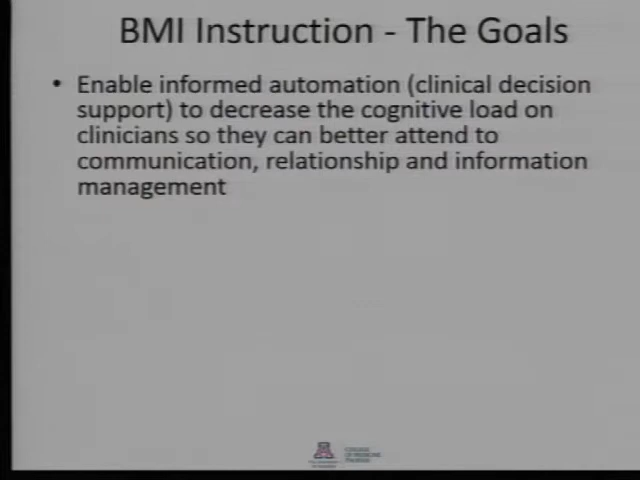 BMI Instruction - The Goals
• Enable informed automation (clinical decision
support) to decrease the cognitive load on
clinicians so they can better attend to
communication, relationship and information
management